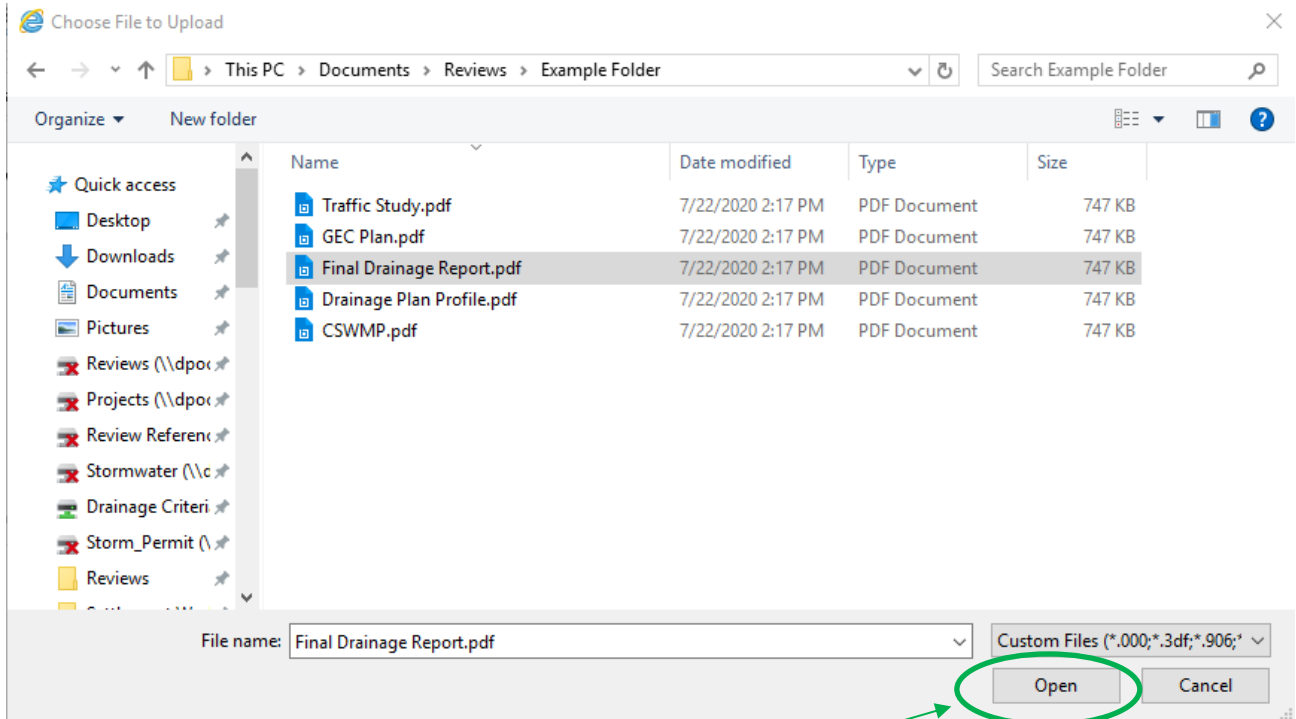 Choose File to Upload
This PC > Documents > Reviews > Example Folder
Search Example Folder
Organize
New folder
Name Date modified Type Size
Quick access
Desktop
Downloads
Documents
Pictures
Reviews (\\dpoc
Projects (\\dpoc
Review Referenc
Stormwater (\\c
Drainage Criteri
Storm_Permit (\
Reviews
Traffic Study.pdf 7/22/2020 2:17 PM PDF Document 747 KB
GEC Plan.pdf 7/22/2020 2:17 PM PDF Document 747 KB
Final Drainage Report.pdf 7/22/2020 2:17 PM PDF Document 747 KB
Drainage Plan Profile.pdf 7/22/2020 2:17 PM PDF Document 747 KB
CSWMP.pdf 7/22/2020 2:17 PM PDF Document 747 KB
File name: Final Drainage Report.pdf
Custom Files (*.000;*.3df;*.906;*
Open
Cancel